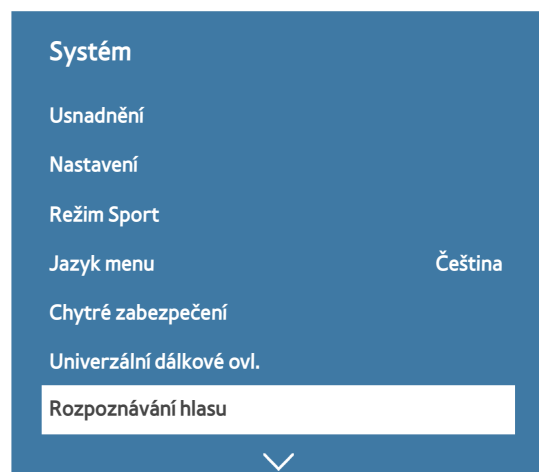 Systém
Usnadnění
Nastavení
Režim Sport
Jazyk menu Čeština
Chytré zabezpečení
Univerzální dálkové ovl.
Rozpoznávání hlasu